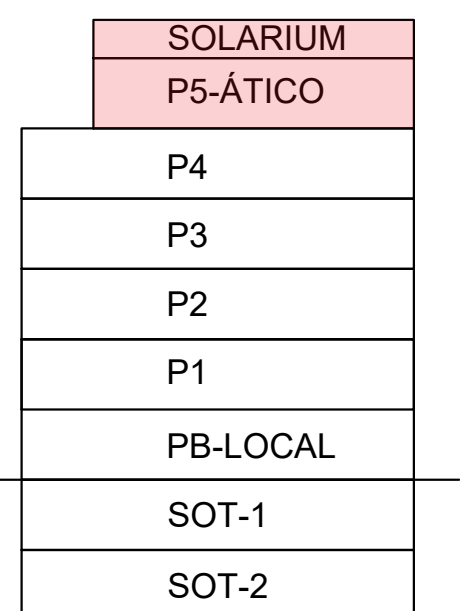 SOLARIUM
P5-ÁTICO
P4
P3
P2
P1
PB-LOCAL
SOT-1
SOT-2